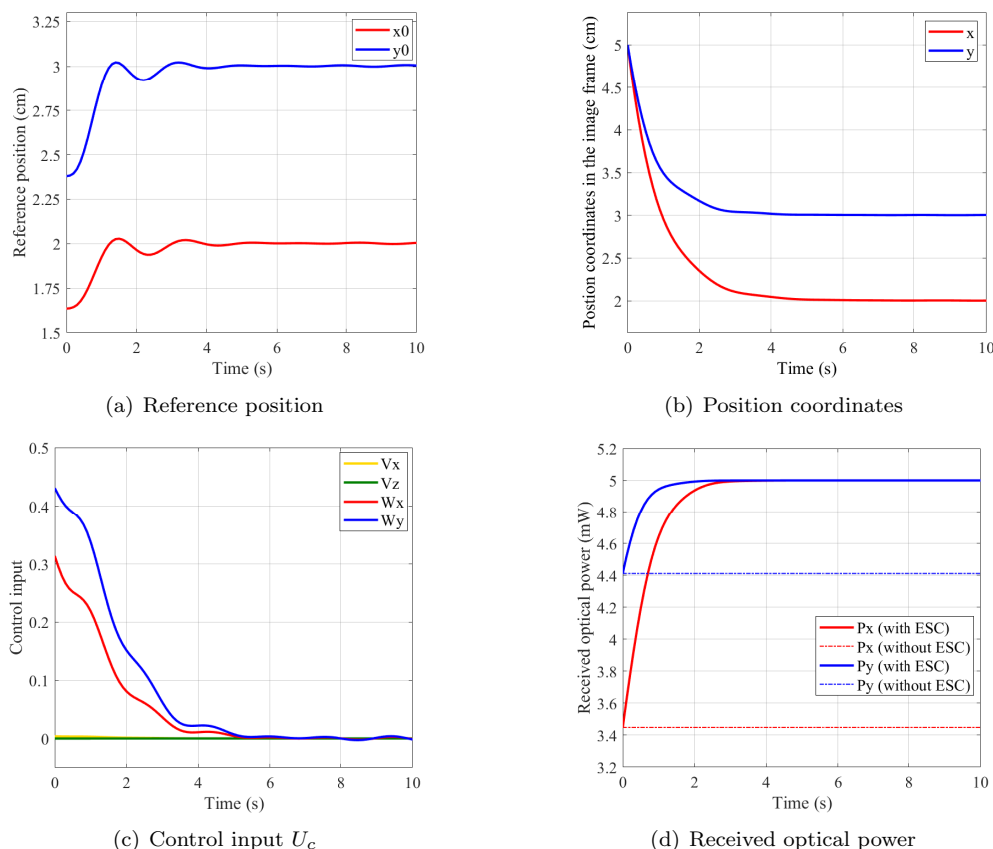 3.25
3
2.75
2.5
2.25
2
1.75
1.5
Reference position (cm)
x0
y0
0 2 4 6 8 10
Time (s)
(a) Reference position
5
4.5
4
3.5
3
2.5
2
Postion coordinates in the image frame (cm)
x
y
0 2 4 6 8 10
Time (s)
(b) Position coordinates
0.5
0.4
0.3
0.2
0.1
0
Control input
Vx
Vz
Wx
Wy
0 2 4 6 8 10
Time (s)
(c) Control input U_c
5.2
5
4.8
4.6
4.4
4.2
4
3.8
3.6
3.4
3.2
Received optical power (mW)
Px (with ESC)
Px (without ESC)
Py (with ESC)
Py (without ESC)
0 2 4 6 8 10
Time (s)
(d) Received optical power